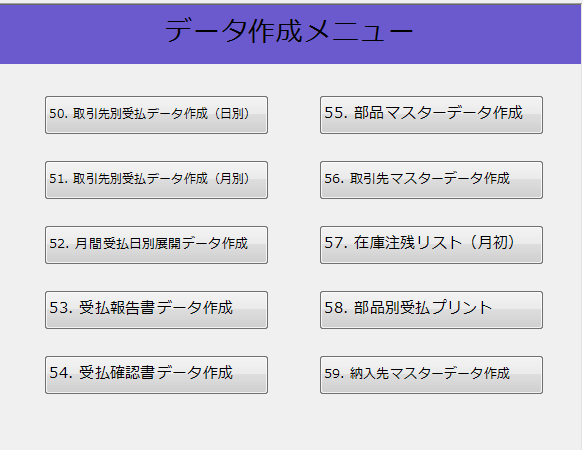 データ作成メニュー
50. 取引先別受払データ作成（日別）
51. 取引先別受払データ作成（月別）
52. 月間受払日別展開データ作成
53. 受払報告書データ作成
54. 受払確認書データ作成
55. 部品マスターデータ作成
56. 取引先マスターデータ作成
57. 在庫注残リスト（月初）
58. 部品別受払プリント
59. 納入先マスターデータ作成